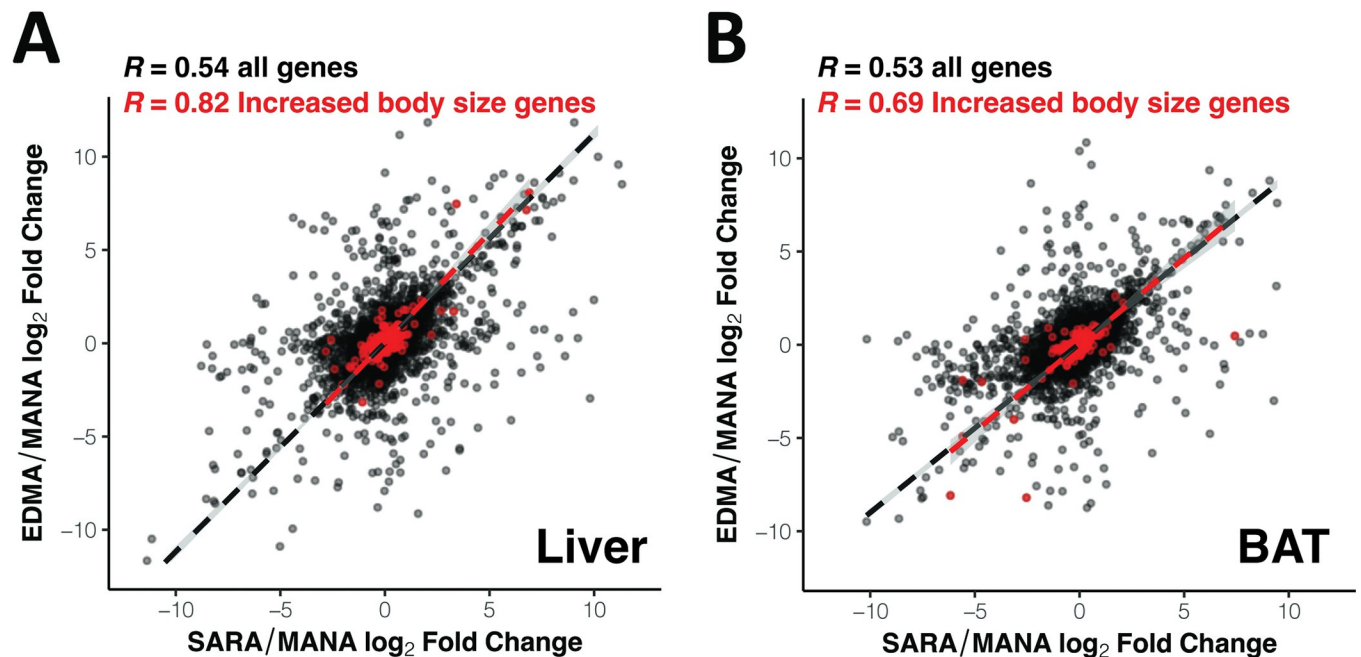 A
R = 0.54 all genes
R = 0.82 Increased body size genes
EDMA/MANA log₂ Fold Change
10
5
0
−5
−10
Liver
−10 −5 0 5 10
SARA/MANA log₂ Fold Change
B
R = 0.53 all genes
R = 0.69 Increased body size genes
EDMA/MANA log₂ Fold Change
10
5
0
−5
−10
BAT
−10 −5 0 5 10
SARA/MANA log₂ Fold Change